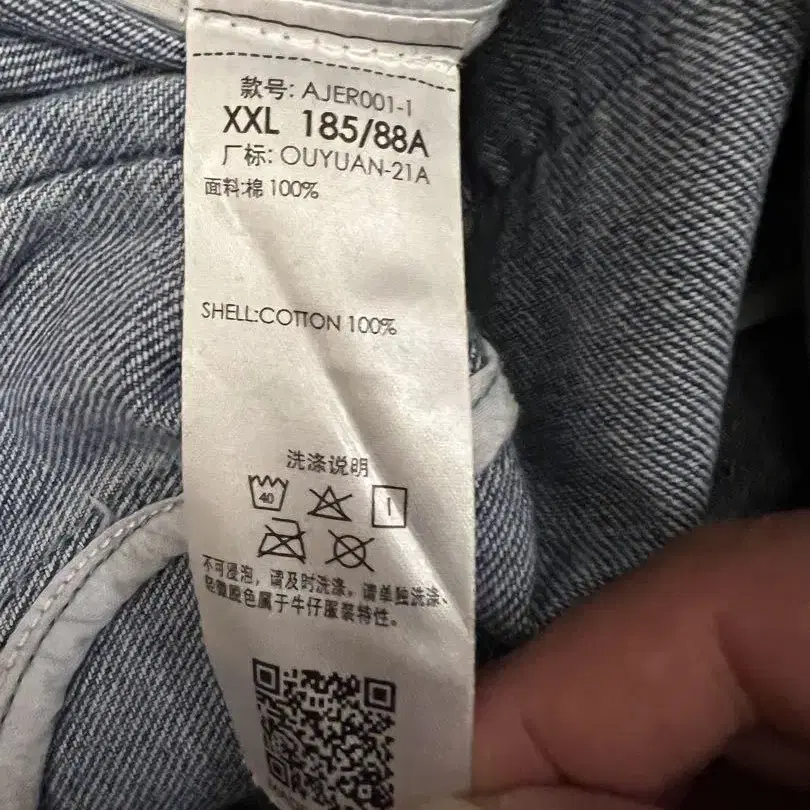 款号: AJER001-1
XXL 185/88A
厂标: OUYUAN-21A
面料:棉 100%
SHELL:COTTON 100%
洗涤说明
40
不可浸泡，请及时洗涤，请单独洗涤、
轻微脱色属于牛仔服装特性。